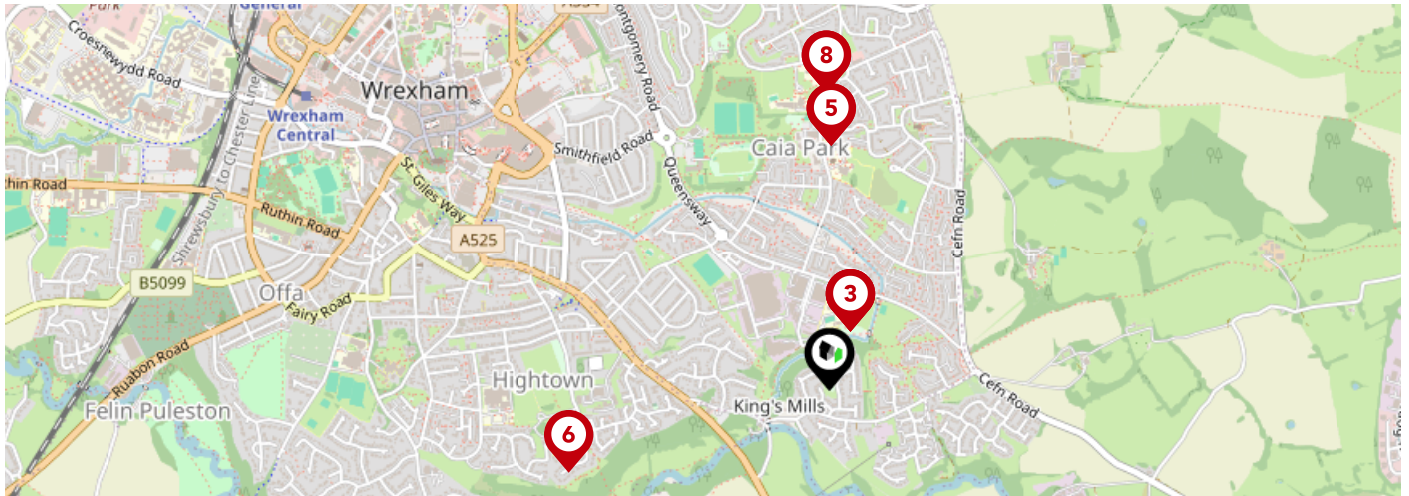 Park
General
A534
Croesnewydd Road
Montgomery Road
8
Wrexham
5
Wrexham
Central
Smithfield Road
Caia Park
Shrewsbury to Chester Line
St. Giles Way
Queensway
Ruthin Road
Cefn Road
A525
B5099
Offa
Fairy Road
3
Ruabon Road
Hightown
Cefn Road
Felin Puleston
King's Mills
6